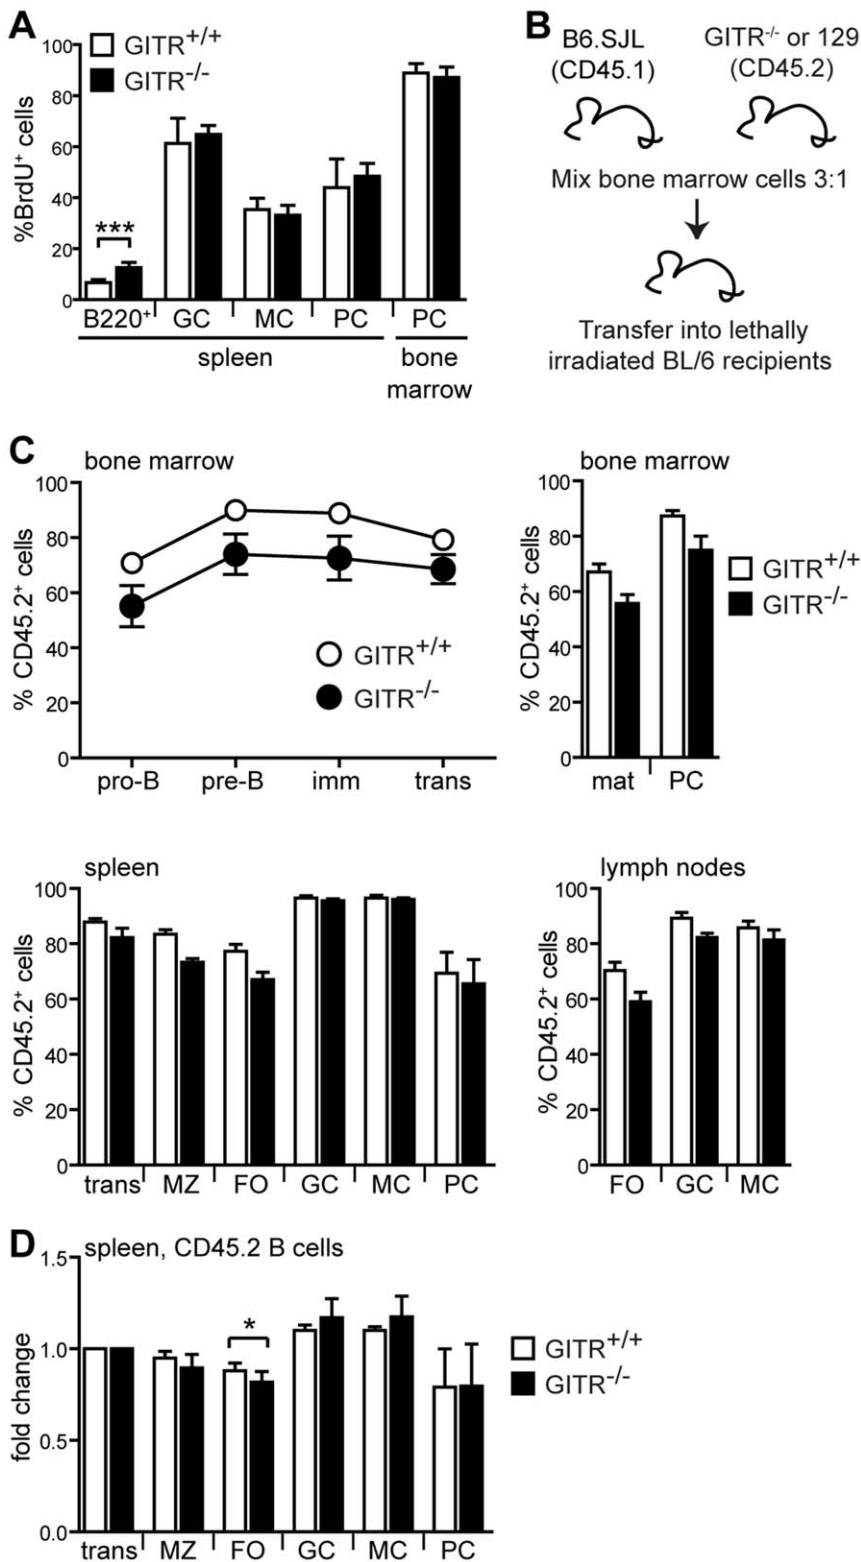 A
GITR+/+
GITR-/-
%BrdU+ cells
100
80
60
40
20
0
***
B220+ GC MC PC PC
spleen
bone
marrow
B
B6.SJL
(CD45.1)
GITR-/- or 129
(CD45.2)
Mix bone marrow cells 3:1
Transfer into lethally
irradiated BL/6 recipients
C
bone marrow
% CD45.2+ cells
100
80
60
40
20
0
GITR+/+
GITR-/-
pro-B pre-B imm trans
bone marrow
% CD45.2+ cells
100
80
60
40
20
0
mat PC
GITR+/+
GITR-/-
spleen
% CD45.2+ cells
100
80
60
40
20
0
trans MZ FO GC MC PC
lymph nodes
% CD45.2+ cells
100
80
60
40
20
0
FO GC MC
D
spleen, CD45.2 B cells
fold change
1.5
1.0
0.5
0.0
*
trans MZ FO GC MC PC
GITR+/+
GITR-/-